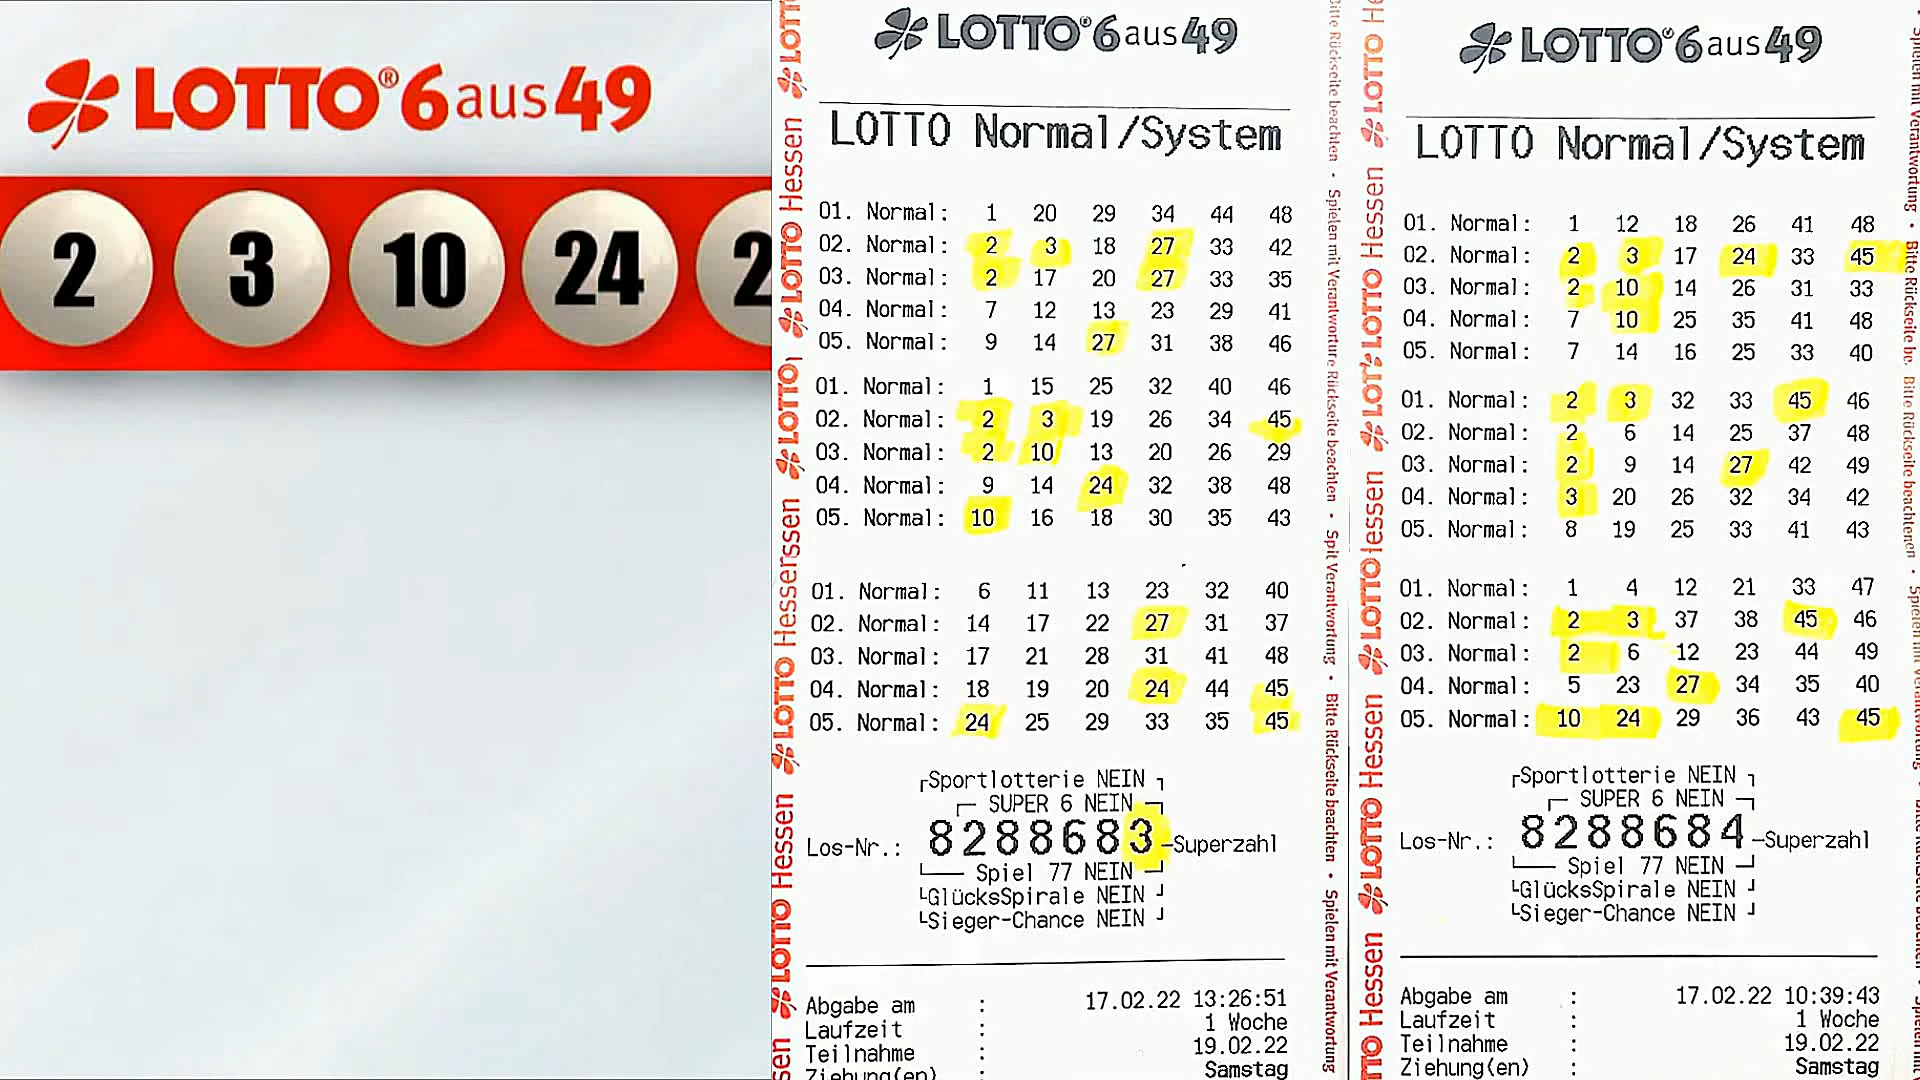 LOTTO® 6aus49
2 3 10 24 2
LOTTO® 6aus49
LOTTO Normal/System
01. Normal: 1 20 29 34 44 48
02. Normal: 2 3 18 27 33 42
03. Normal: 2 17 20 27 33 35
04. Normal: 7 12 13 23 29 41
05. Normal: 9 14 27 31 38 46
01. Normal: 1 15 25 32 40 46
02. Normal: 2 3 19 26 34 45
03. Normal: 2 10 13 20 26 29
04. Normal: 9 14 24 32 38 48
05. Normal: 10 16 18 30 35 43
01. Normal: 6 11 13 23 32 40
02. Normal: 14 17 22 27 31 37
03. Normal: 17 21 28 31 41 48
04. Normal: 18 19 20 24 44 45
05. Normal: 24 25 29 33 35 45
Sportlotterie NEIN
SUPER 6 NEIN
Los-Nr.: 8288683 Superzahl
Spiel 77 NEIN
GlücksSpirale NEIN
Sieger-Chance NEIN
Abgabe am : 17.02.22 13:26:51
Laufzeit : 1 Woche
Teilnahme : 19.02.22
Ziehung(en) : Samstag
LOTTO® 6aus49
LOTTO Normal/System
01. Normal: 1 12 18 26 41 48
02. Normal: 2 3 17 24 33 45
03. Normal: 2 10 14 26 31 33
04. Normal: 7 10 25 35 41 48
05. Normal: 7 14 16 25 33 40
01. Normal: 2 3 32 33 45 46
02. Normal: 2 6 14 25 37 48
03. Normal: 2 9 14 27 42 49
04. Normal: 3 20 26 32 34 42
05. Normal: 8 19 25 33 41 43
01. Normal: 1 4 12 21 33 47
02. Normal: 2 3 37 38 45 46
03. Normal: 2 6 12 23 44 49
04. Normal: 5 23 27 34 35 40
05. Normal: 10 24 29 36 43 45
Sportlotterie NEIN
SUPER 6 NEIN
Los-Nr.: 8288684 Superzahl
Spiel 77 NEIN
GlücksSpirale NEIN
Sieger-Chance NEIN
Abgabe am : 17.02.22 10:39:43
Laufzeit : 1 Woche
Teilnahme : 19.02.22
Ziehung(en) : Samstag
LOTTO Hessen
LOTTO Hessen
LOTTO Hessen
LOTTO Hessen
Bitte Rückseite beachten • Spielen mit Verantwortung